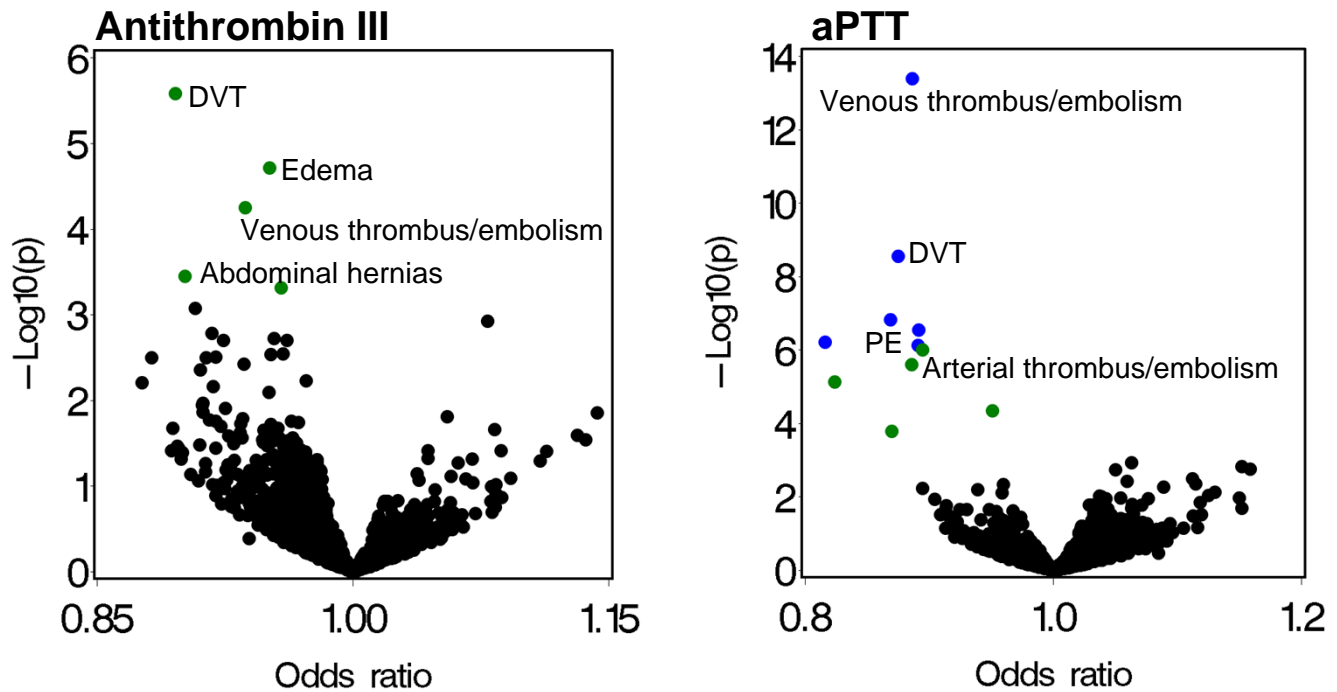 Antithrombin III
6
5
4
3
2
1
0
−Log10(p)
DVT
Edema
Venous thrombus/embolism
Abdominal hernias
0.85
1.00
1.15
Odds ratio
aPTT
14
12
10
8
6
4
2
0
−Log10(p)
Venous thrombus/embolism
DVT
PE
Arterial thrombus/embolism
0.8
1.0
1.2
Odds ratio